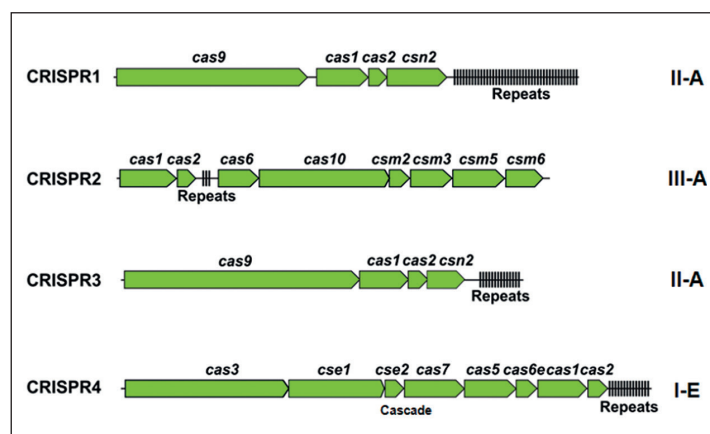 cas9 cas1 cas2 csn2
CRISPR1 II-A
Repeats
cas1 cas2 cas6 cas10 csm2 csm3 csm5 csm6
CRISPR2 III-A
Repeats
cas9 cas1 cas2 csn2
CRISPR3 II-A
Repeats
cas3 cse1 cse2 cas7 cas5 cas6e cas1 cas2
CRISPR4 I-E
Cascade Repeats